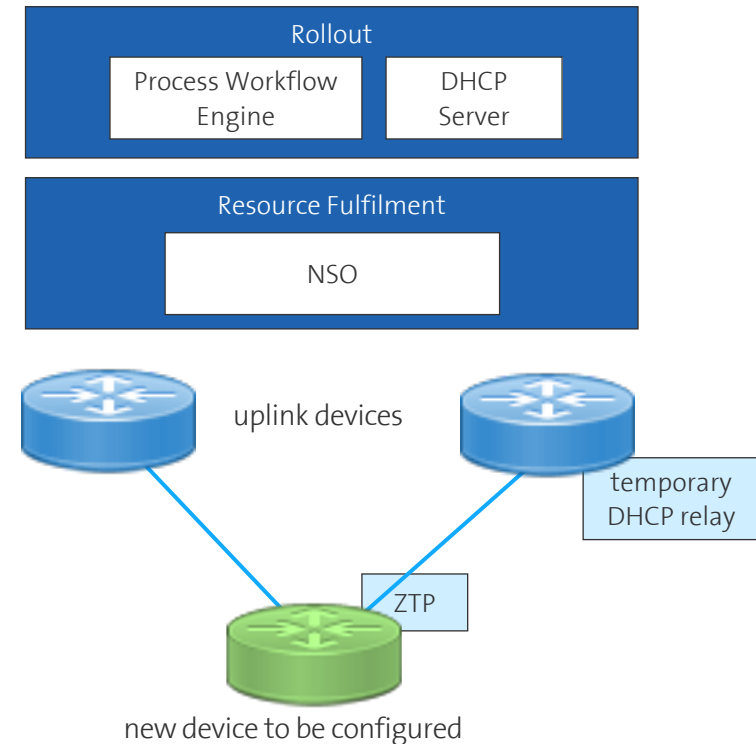 Rollout
Process Workflow
Engine
DHCP
Server
Resource Fulfilment
NSO
uplink devices
temporary
DHCP relay
ZTP
new device to be configured